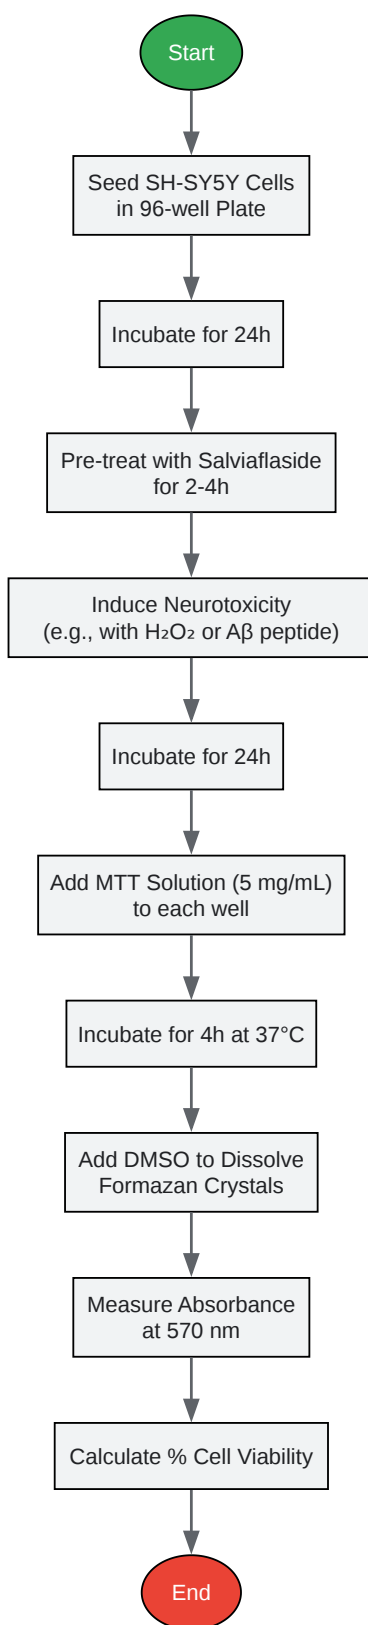 Start
Seed SH-SY5Y Cells
in 96-well Plate
Incubate for 24h
Pre-treat with Salviaflaside
for 2-4h
Induce Neurotoxicity
(e.g., with H₂O₂ or Aβ peptide)
Incubate for 24h
Add MTT Solution (5 mg/mL)
to each well
Incubate for 4h at 37°C
Add DMSO to Dissolve
Formazan Crystals
Measure Absorbance
at 570 nm
Calculate % Cell Viability
End